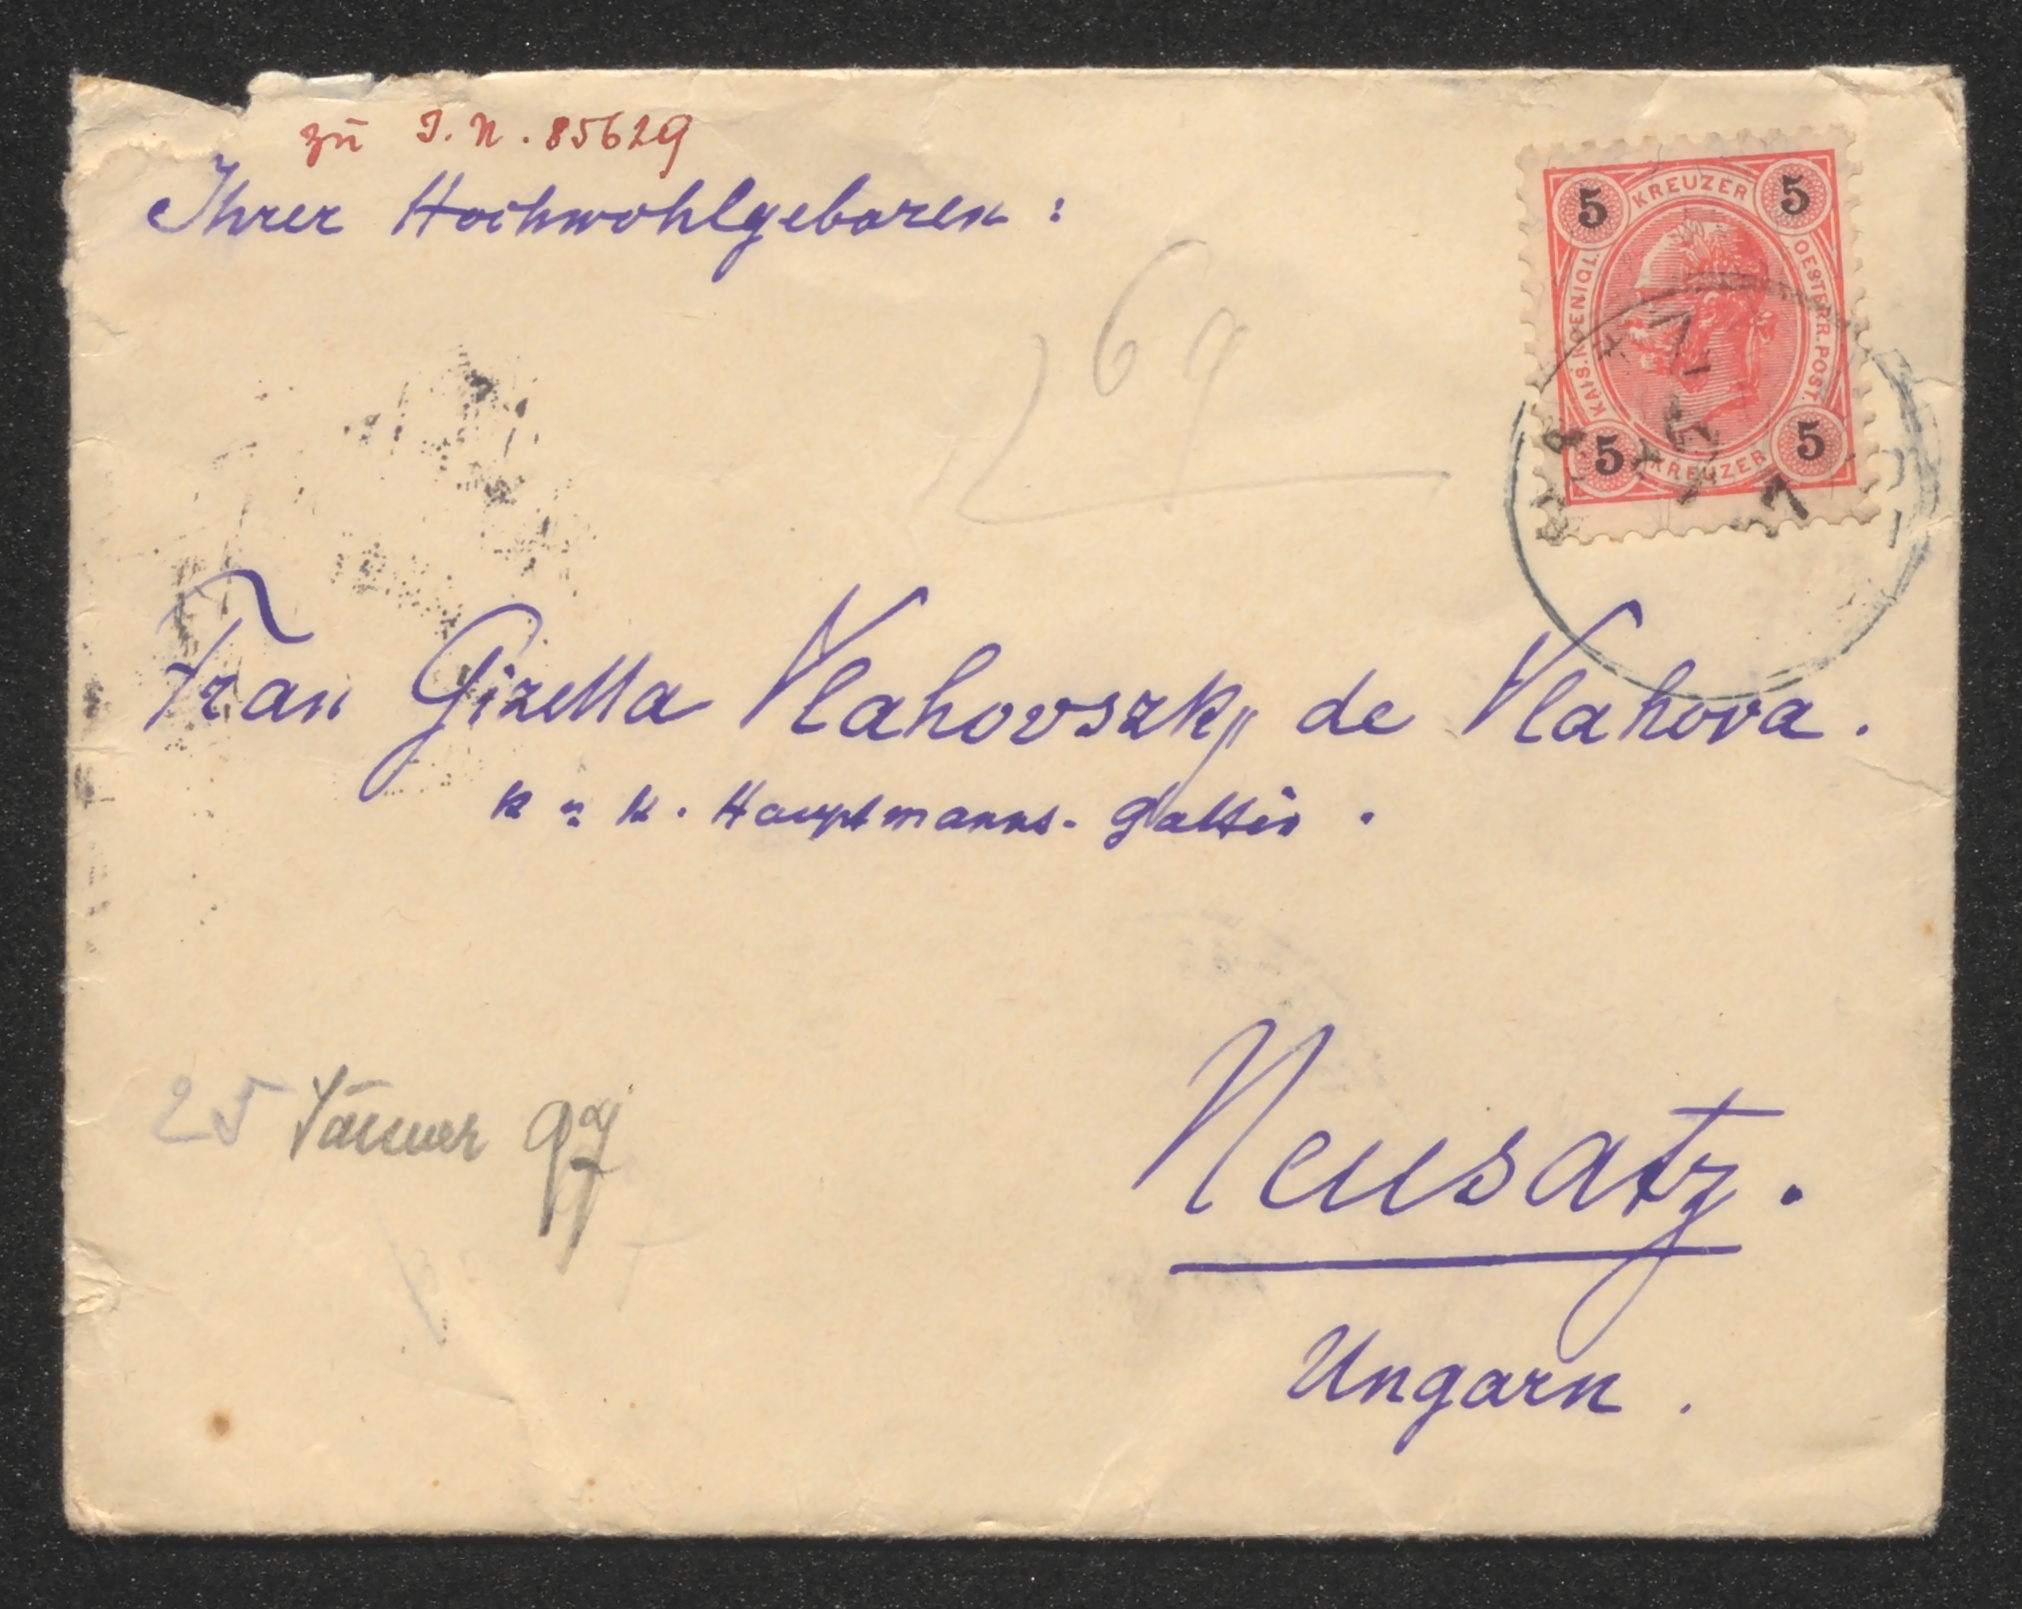 zu I. N. 85629
Ihrer Hochwohlgeboren :
5 KREUZER 5
KAIS. KOENIGL. OESTERR. POST.
5 KREUZER 5
69
Frau Gizella Vlahovszky de Vlahova .
k u k . Hauptmanns - gattin .
25 Jänner 97
Neusatz .
Ungarn .